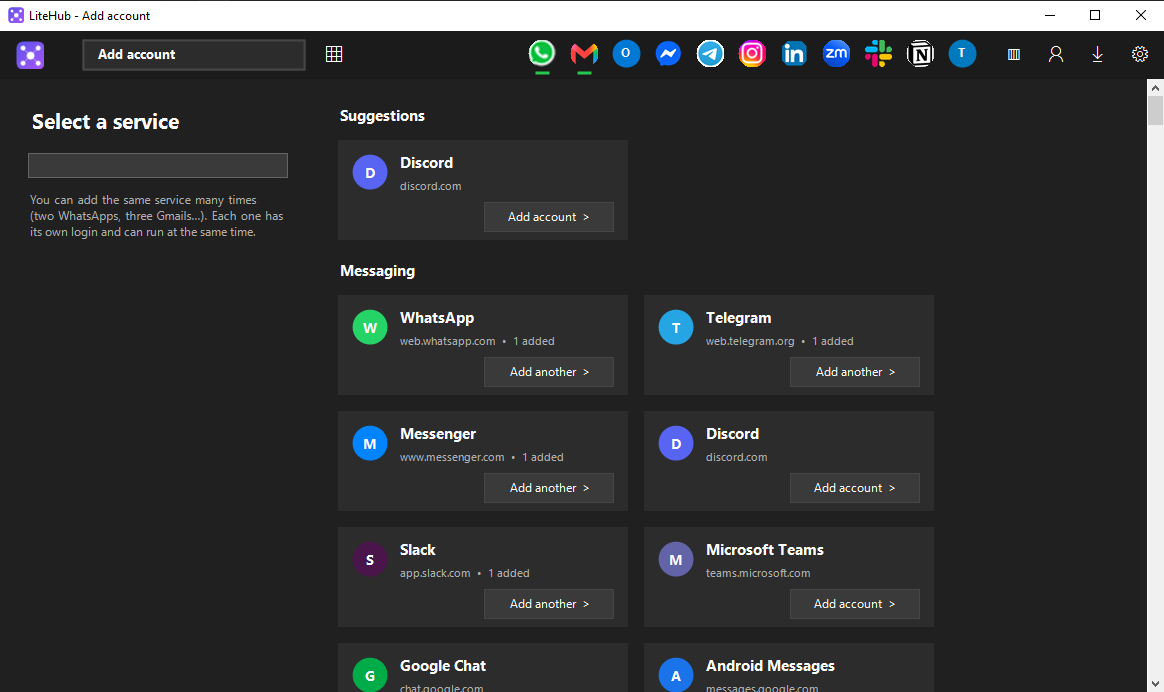 LiteHub - Add account
Add account
O
zm
N
T
Select a service
You can add the same service many times
(two WhatsApps, three Gmails...). Each one has
its own login and can run at the same time.
Suggestions
D
Discord
discord.com
Add account >
Messaging
W
WhatsApp
web.whatsapp.com • 1 added
Add another >
T
Telegram
web.telegram.org • 1 added
Add another >
M
Messenger
www.messenger.com • 1 added
Add another >
D
Discord
discord.com
Add account >
S
Slack
app.slack.com • 1 added
Add another >
M
Microsoft Teams
teams.microsoft.com
Add account >
G
Google Chat
chat.google.com
A
Android Messages
messages.google.com